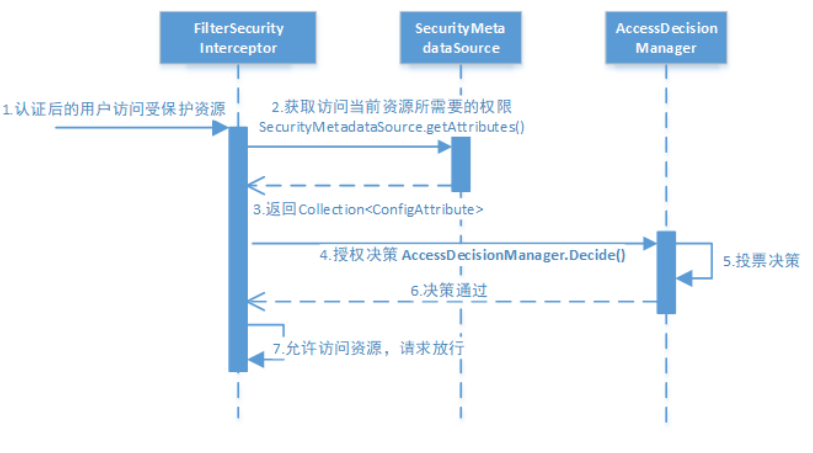 FilterSecurity
Interceptor
SecurityMeta
dataSource
AccessDecision
Manager
1.认证后的用户访问受保护资源
2.获取访问当前资源所需要的权限
SecurityMetadataSource.getAttributes()
3.返回Collection<ConfigAttribute>
4.授权决策 AccessDecisionManager.Decide()
5.投票决策
6.决策通过
7.允许访问资源，请求放行